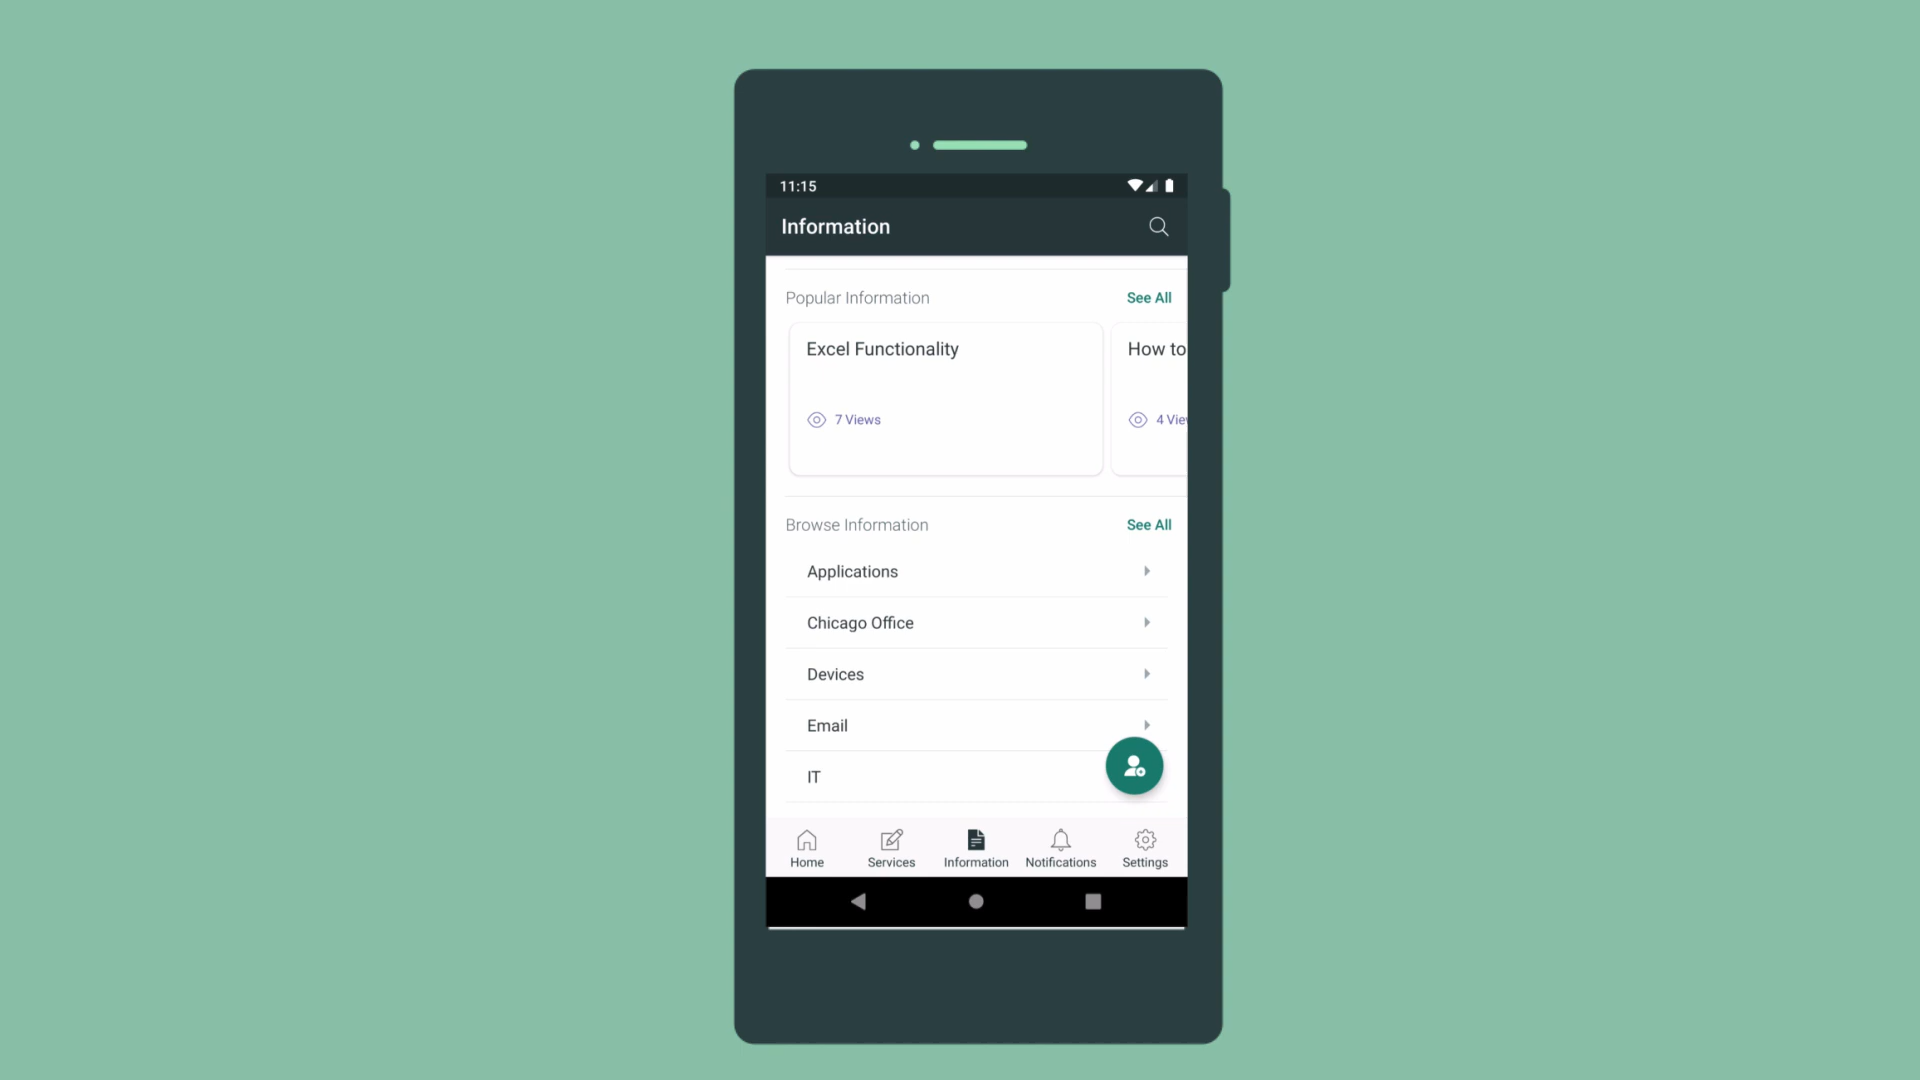 11:15
Information
Popular Information See All
Excel Functionality How to
7 Views 4
Browse Information See All
Applications
Chicago Office
Devices
Email
IT
Home Services Information Notifications Settings